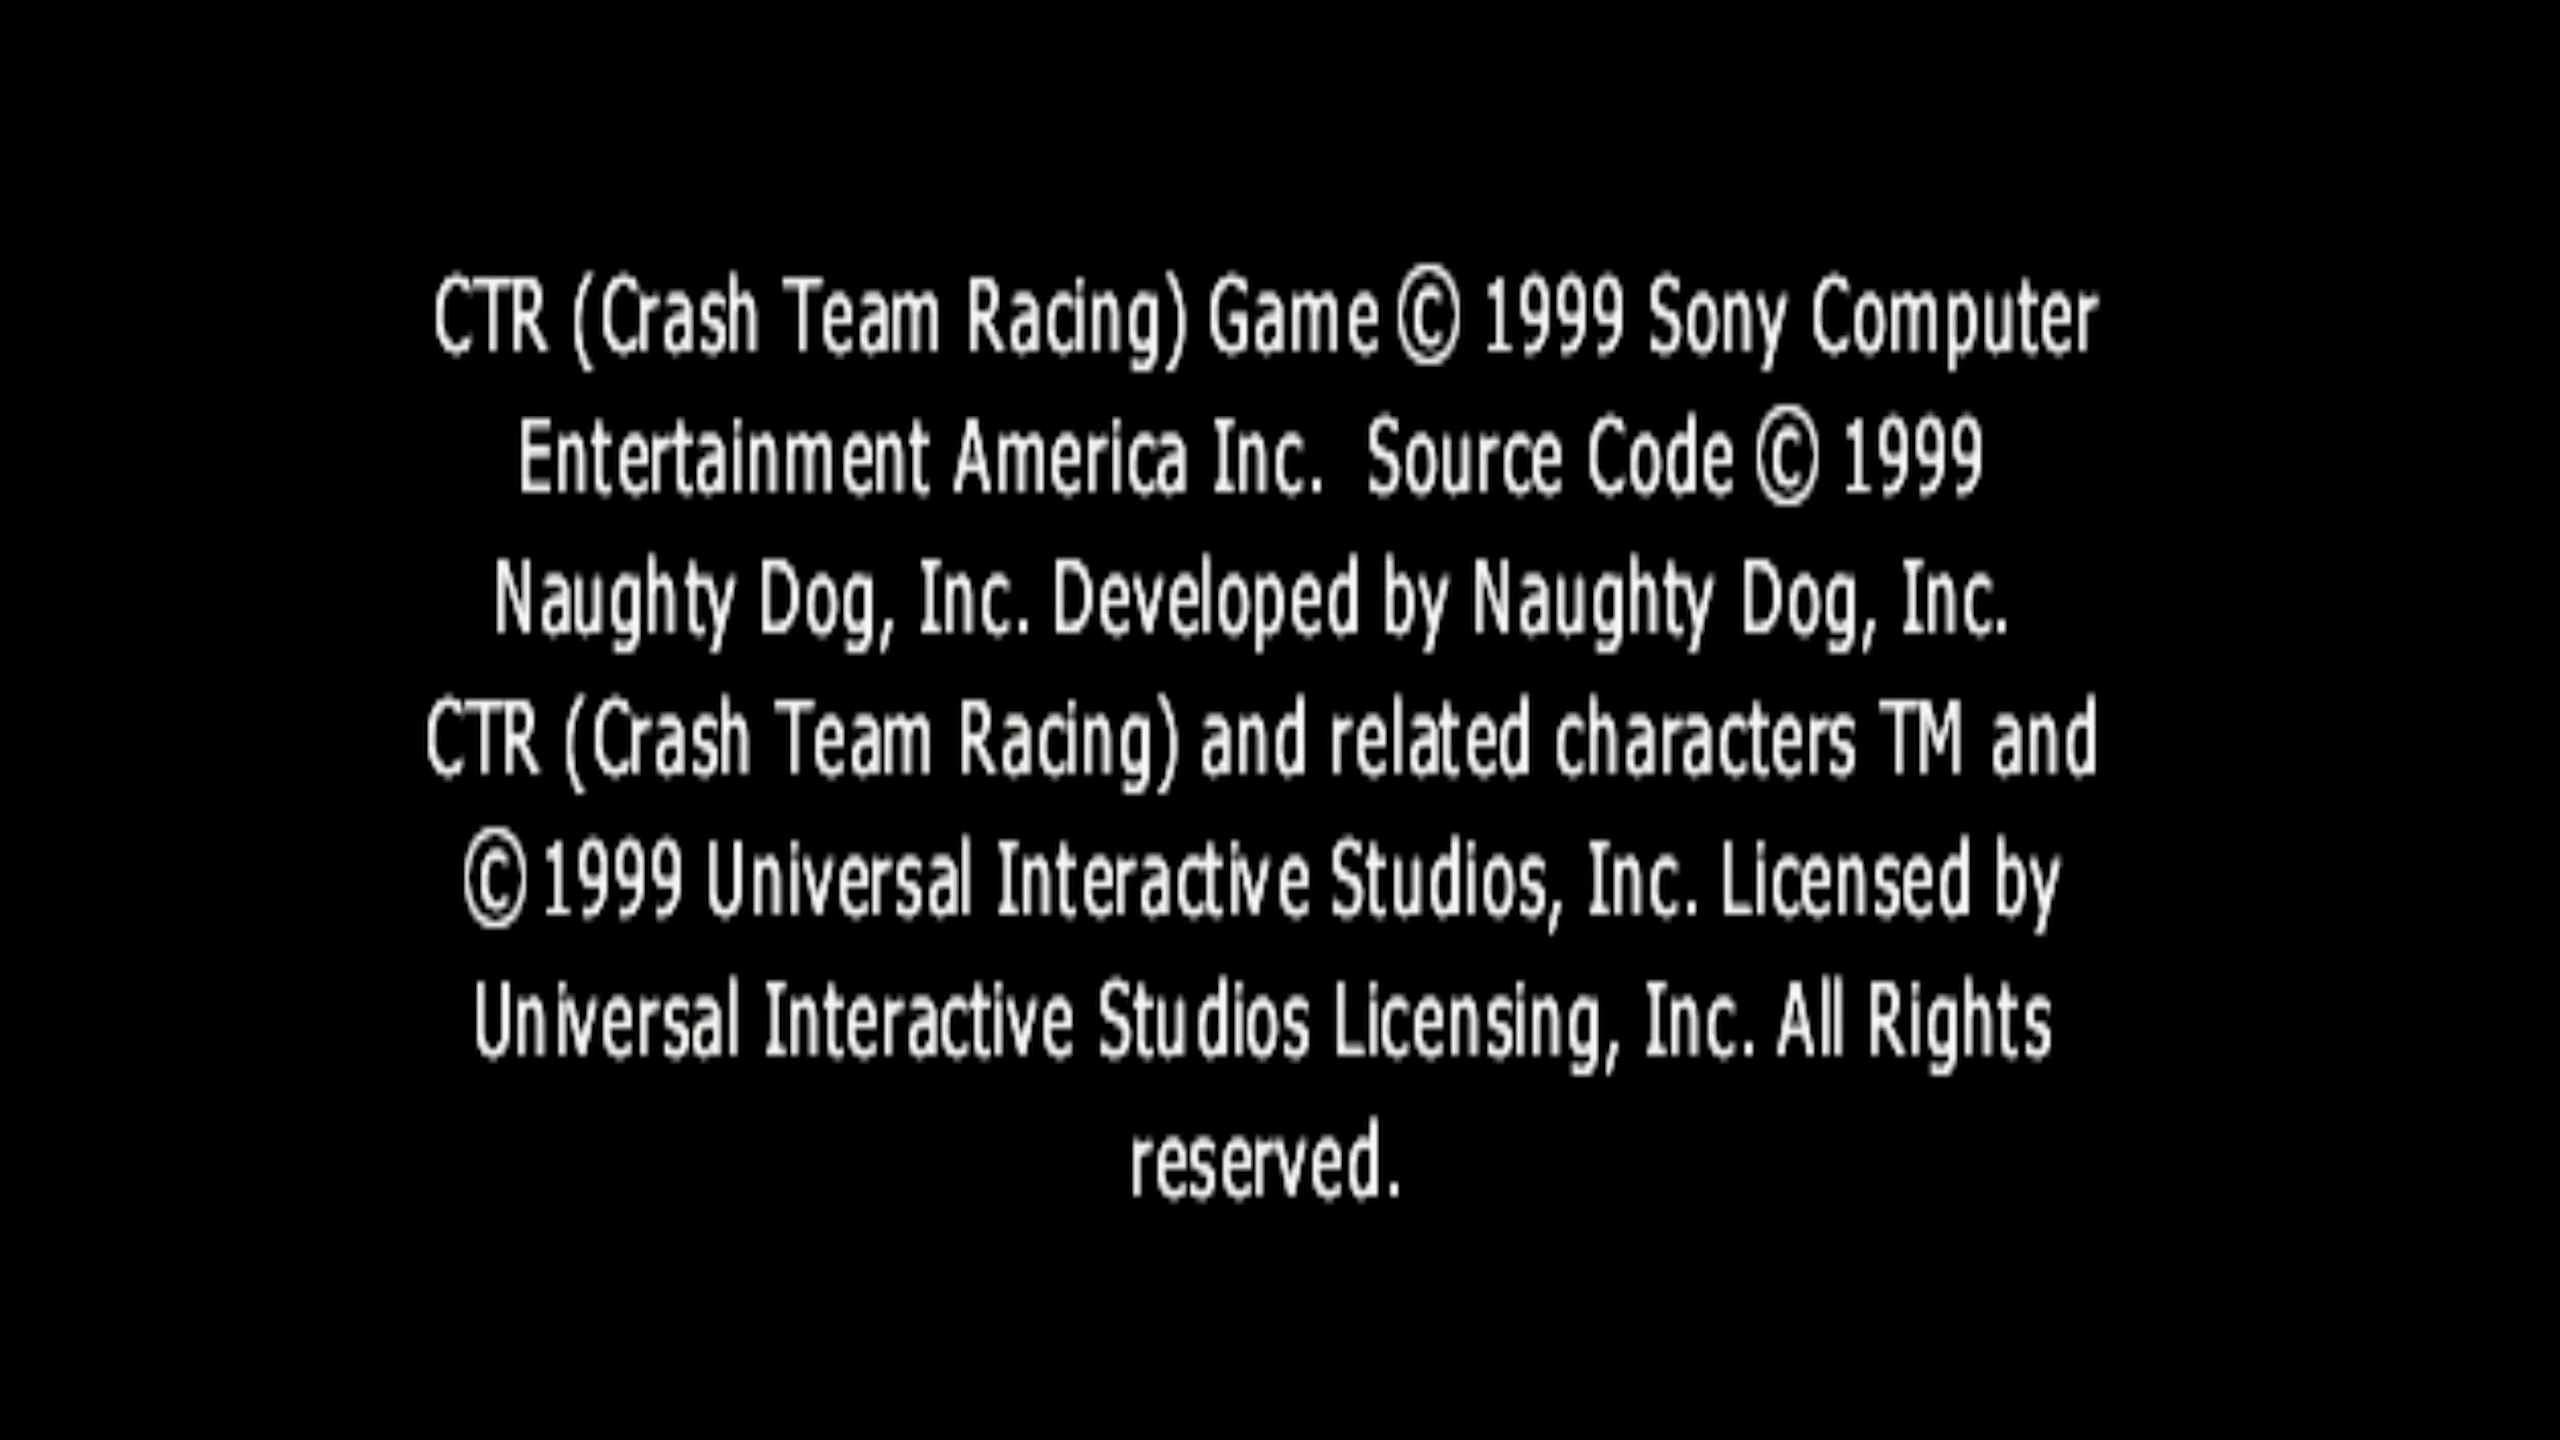 CTR (Crash Team Racing) Game © 1999 Sony Computer
Entertainment America Inc.  Source Code © 1999
Naughty Dog, Inc. Developed by Naughty Dog, Inc.
CTR (Crash Team Racing) and related characters TM and
© 1999 Universal Interactive Studios, Inc. Licensed by
Universal Interactive Studios Licensing, Inc. All Rights
reserved.